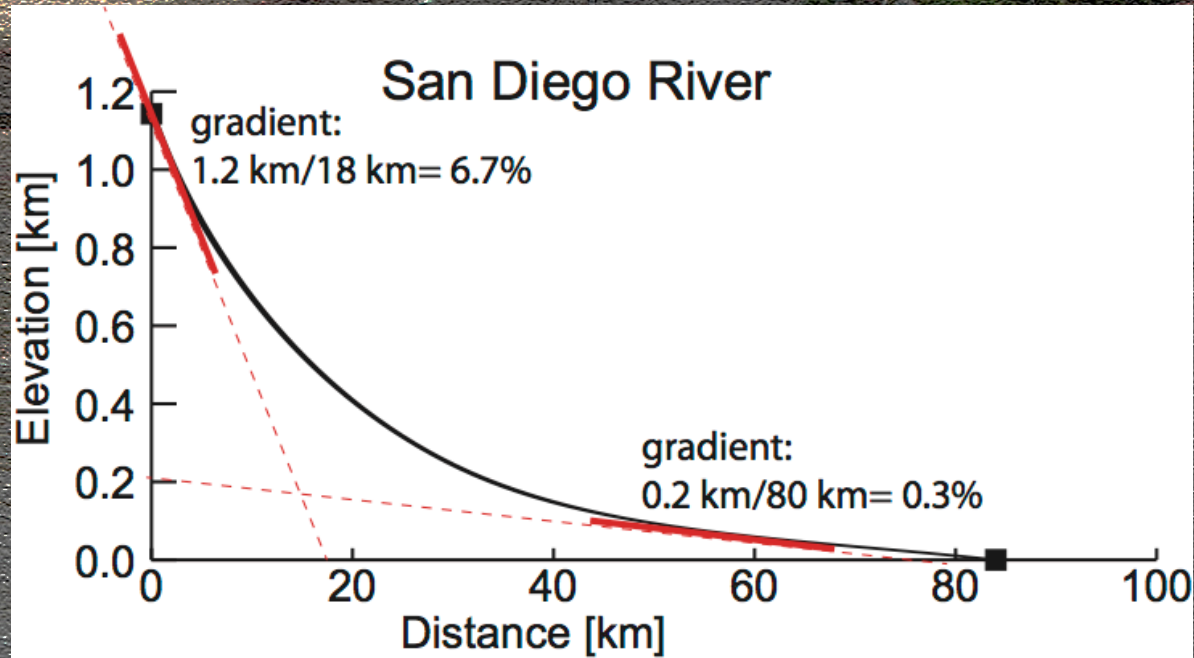 San Diego River
gradient:
1.2 km/18 km= 6.7%
gradient:
0.2 km/80 km= 0.3%
Elevation [km]
1.2
1.0
0.8
0.6
0.4
0.2
0.0
0 20 40 60 80 100
Distance [km]